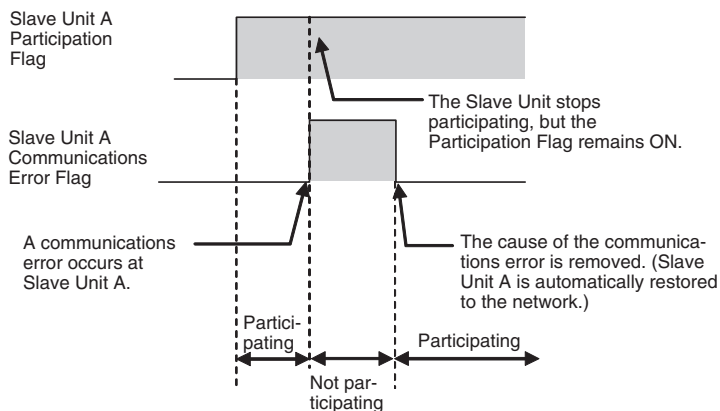 Slave Unit A
Participation
Flag
The Slave Unit stops
participating, but the
Participation Flag remains ON.
Slave Unit A
Communications
Error Flag
A communications
error occurs at
Slave Unit A.
The cause of the communica-
tions error is removed. (Slave
Unit A is automatically restored
to the network.)
Partici-
pating
Participating
Not par-
ticipating